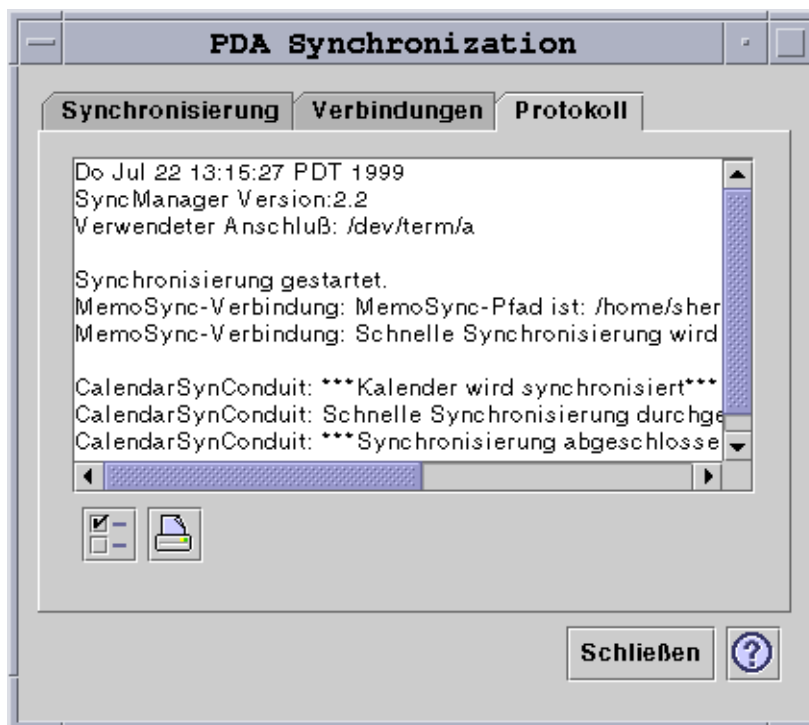 PDA Synchronization
Synchronisierung Verbindungen Protokoll
Do Jul 22 13:15:27 PDT 1999
SyncManager Version:2.2
Verwendeter Anschluß: /dev/term/a
Synchronisierung gestartet.
MemoSync-Verbindung: MemoSync-Pfad ist: /home/sher
MemoSync-Verbindung: Schnelle Synchronisierung wird
CalendarSynConduit: ***Kalender wird synchronisiert***
CalendarSynConduit: Schnelle Synchronisierung durchge
CalendarSynConduit: ***Synchronisierung abgeschlosse
Schließen